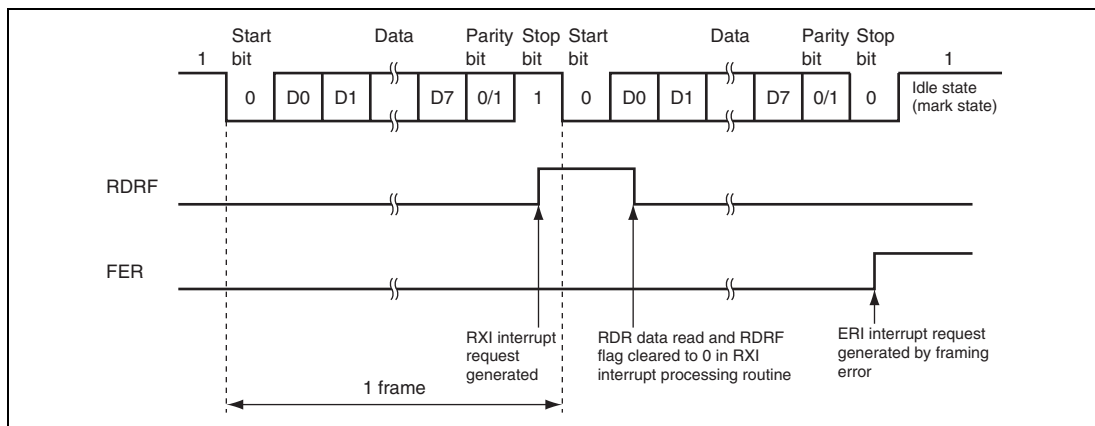 Start bit
Data
Parity bit
Stop bit
Start bit
Data
Parity bit
Stop bit
1
1
0
D0
D1
D7
0/1
1
0
D0
D1
D7
0/1
0
Idle state
(mark state)
RDRF
FER
RXI interrupt
request
generated
RDR data read and RDRF
flag cleared to 0 in RXI
interrupt processing routine
ERI interrupt request
generated by framing
error
1 frame